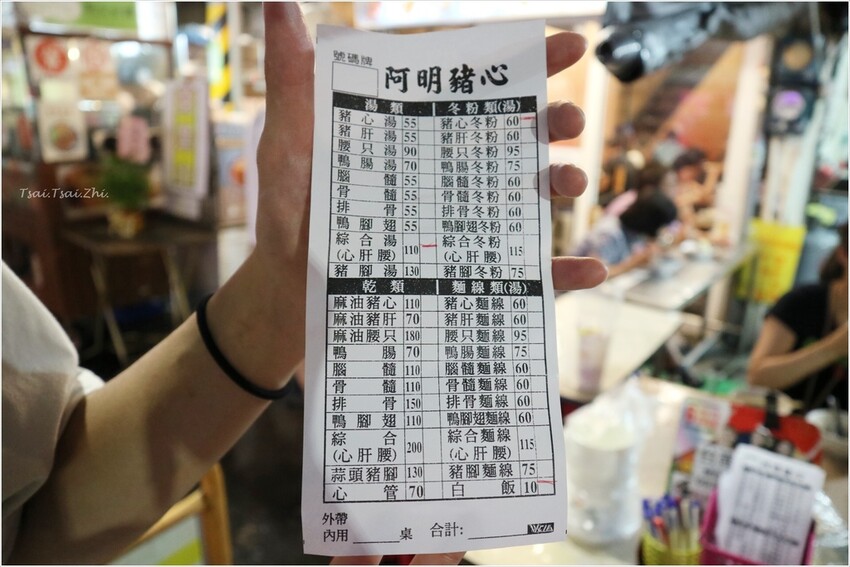 號碼牌
阿明豬心
湯類 冬粉類(湯)
豬心湯 55 豬心冬粉 60
豬肝湯 55 豬肝冬粉 60
腰只湯 90 腰只冬粉 95
鴨腸湯 70 鴨腸冬粉 75
腦髓 55 腦髓冬粉 60
骨髓 55 骨髓冬粉 60
排骨 55 排骨冬粉 60
鴨腳翅 55 鴨腳翅冬粉 60
綜合湯(心肝腰) 110 綜合冬粉(心肝腰) 115
豬腳湯 130 豬腳冬粉 75
乾類 麵線類(湯)
麻油豬心 110 豬心麵線 60
麻油豬肝 70 豬肝麵線 60
麻油腰只 180 腰只麵線 95
鴨腸 70 鴨腸麵線 75
腦髓 110 腦髓麵線 60
骨髓 110 骨髓麵線 60
排骨 150 排骨麵線 60
鴨腳翅 110 鴨腳翅麵線 60
綜合(心肝腰) 200 綜合麵線(心肝腰) 115
蒜頭豬腳 130 豬腳麵線 75
心管 70 白飯 10
外帶
內用 桌 合計:
Tsai.Tsai.Zhi.